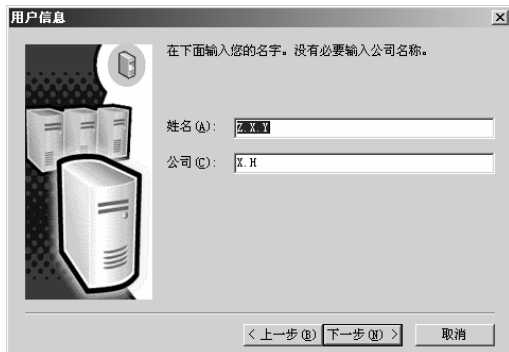 用户信息
在下面输入您的名字。没有必要输入公司名称。
姓名(A): Z.X.Y
公司(C): X.H
< 上一步(B) 下一步(N) > 取消